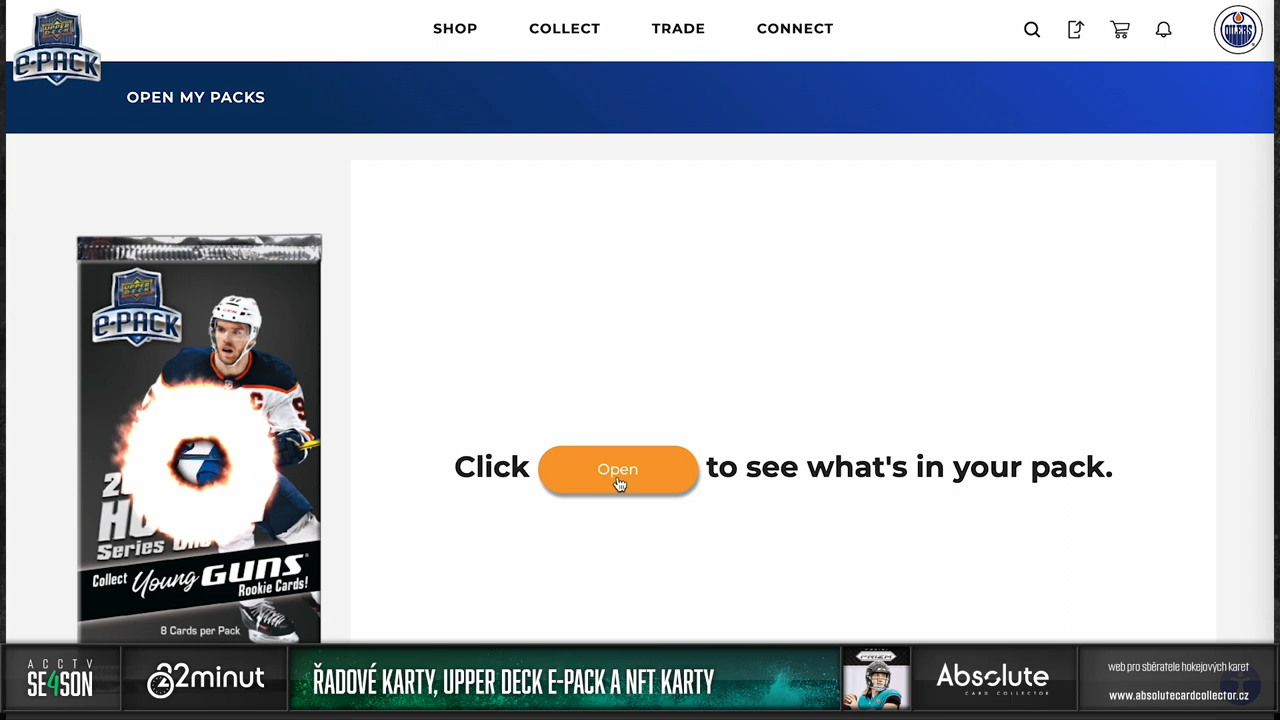 SHOP
COLLECT
TRADE
CONNECT
UPPER DECK
e-PACK
OILERS
OPEN MY PACKS
UPPER DECK
e-PACK
Series One
Collect Young GUNS
Rookie Cards!
8 Cards per Pack
Click Open to see what's in your pack.
ACCTV
SE4SON
22minut
ŘADOVÉ KARTY, UPPER DECK E-PACK A NFT KARTY
PRIZM
Absolute
CARD COLLECTOR
web pro sběratele hokejových karet
www.absolutecardcollector.cz